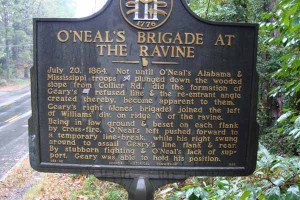 1776
O'NEAL'S BRIGADE AT
THE RAVINE
July 20, 1864. Not until O'Neal's Alabama &
Mississippi troops plunged down the wooded
slope from Collier Rd. did the formation of
Geary's refused line & the re-entrant angle
created thereby, become apparent to them.
Geary's right (Jones' brigade) joined the left
of Williams' div. on ridge N. of the ravine.
Being in low ground & beset on each flank
by cross-fire, O'Neal's left pushed forward to
a temporary line-break, while his right swung
around to assail Geary's line flank & rear.
By stubborn fighting & O'Neal's lack of sup-
port, Geary was able to hold his position.